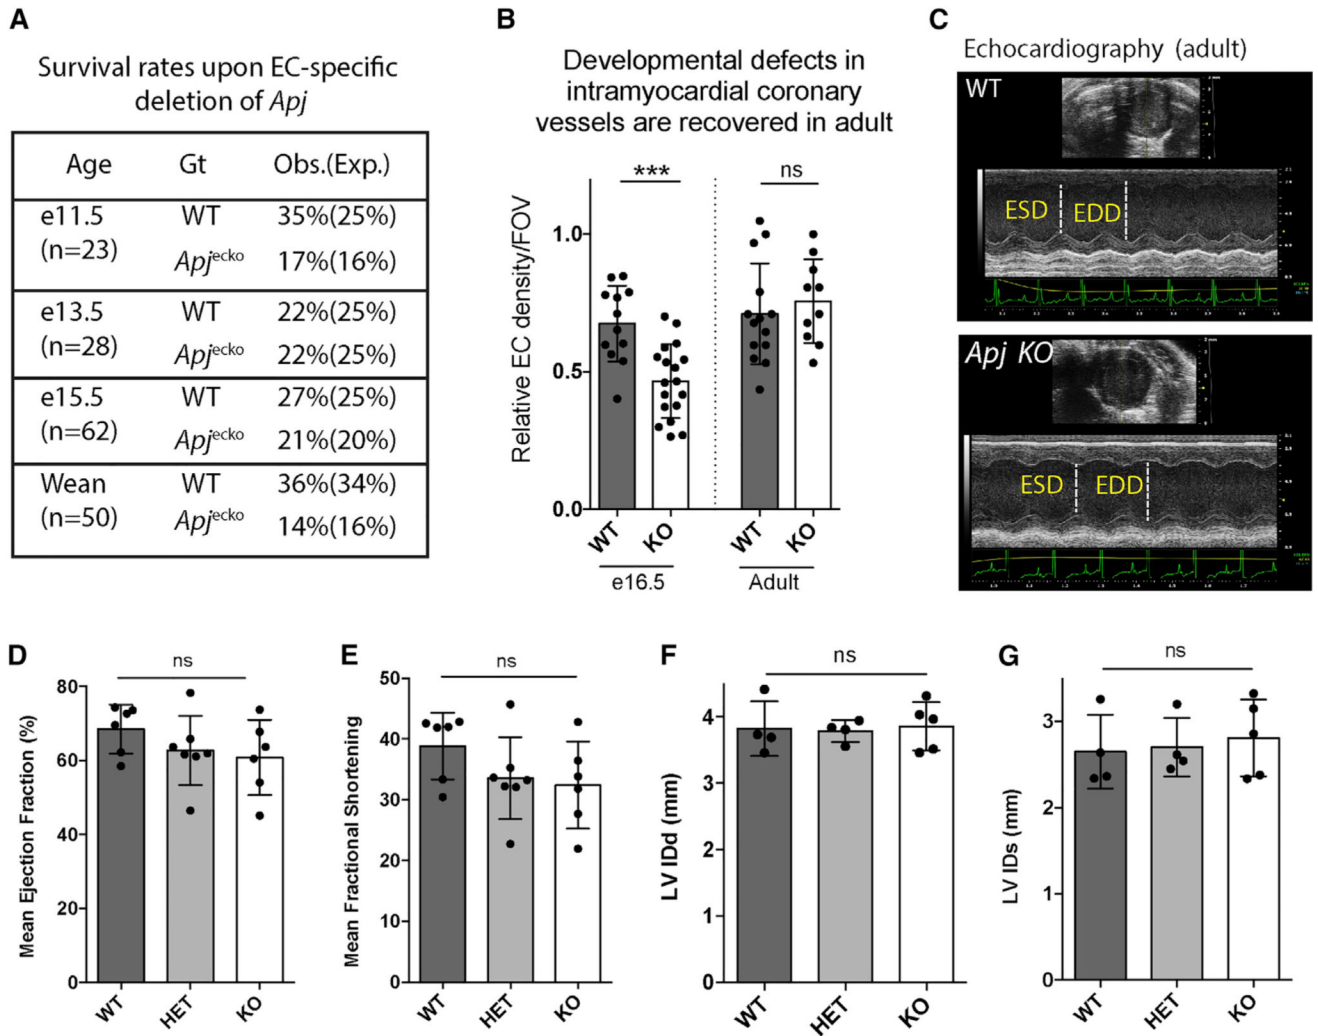 A
Survival rates upon EC-specific
deletion of Apj
Age Gt Obs.(Exp.)
e11.5 WT 35%(25%)
(n=23)
Apjecko 17%(16%)
e13.5 WT 22%(25%)
(n=28)
Apjecko 22%(25%)
e15.5 WT 27%(25%)
(n=62)
Apjecko 21%(20%)
Wean WT 36%(34%)
(n=50)
Apjecko 14%(16%)
B
Developmental defects in
intramyocardial coronary
vessels are recovered in adult
*** ns
Relative EC density/FOV
1.0
0.5
0.0
WT KO WT KO
e16.5 Adult
C
Echocardiography (adult)
WT
ESD EDD
Apj KO
ESD EDD
D
ns
Mean Ejection Fraction (%)
80
60
40
20
0
WT HET KO
E
ns
Mean Fractional Shortening
50
40
30
20
10
0
WT HET KO
F
ns
LV IDd (mm)
4
3
2
1
0
WT HET KO
G
ns
LV IDs (mm)
3
2
1
0
WT HET KO